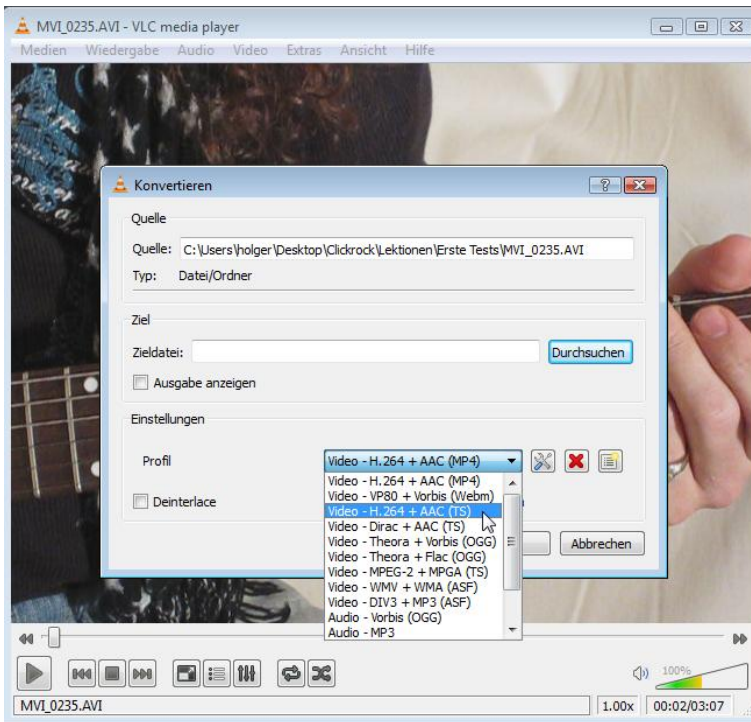 MVI_0235.AVI - VLC media player
Medien Wiedergabe Audio Video Extras Ansicht Hilfe
Konvertieren
Quelle
Quelle: C:\Users\holger\Desktop\Clickrock\Lektionen\Erste Tests\MVI_0235.AVI
Typ: Datei/Ordner
Ziel
Zieldatei:
Durchsuchen
Ausgabe anzeigen
Einstellungen
Profil
Video - H.264 + AAC (MP4)
Video - H.264 + AAC (MP4)
Video - VP80 + Vorbis (Webm)
Video - H.264 + AAC (TS)
Video - Dirac + AAC (TS)
Video - Theora + Vorbis (OGG)
Video - Theora + Flac (OGG)
Video - MPEG-2 + MPGA (TS)
Video - WMV + WMA (ASF)
Video - DIV3 + MP3 (ASF)
Audio - Vorbis (OGG)
Audio - MP3
Deinterlace
Abbrechen
100%
MVI_0235.AVI
1.00x
00:02/03:07